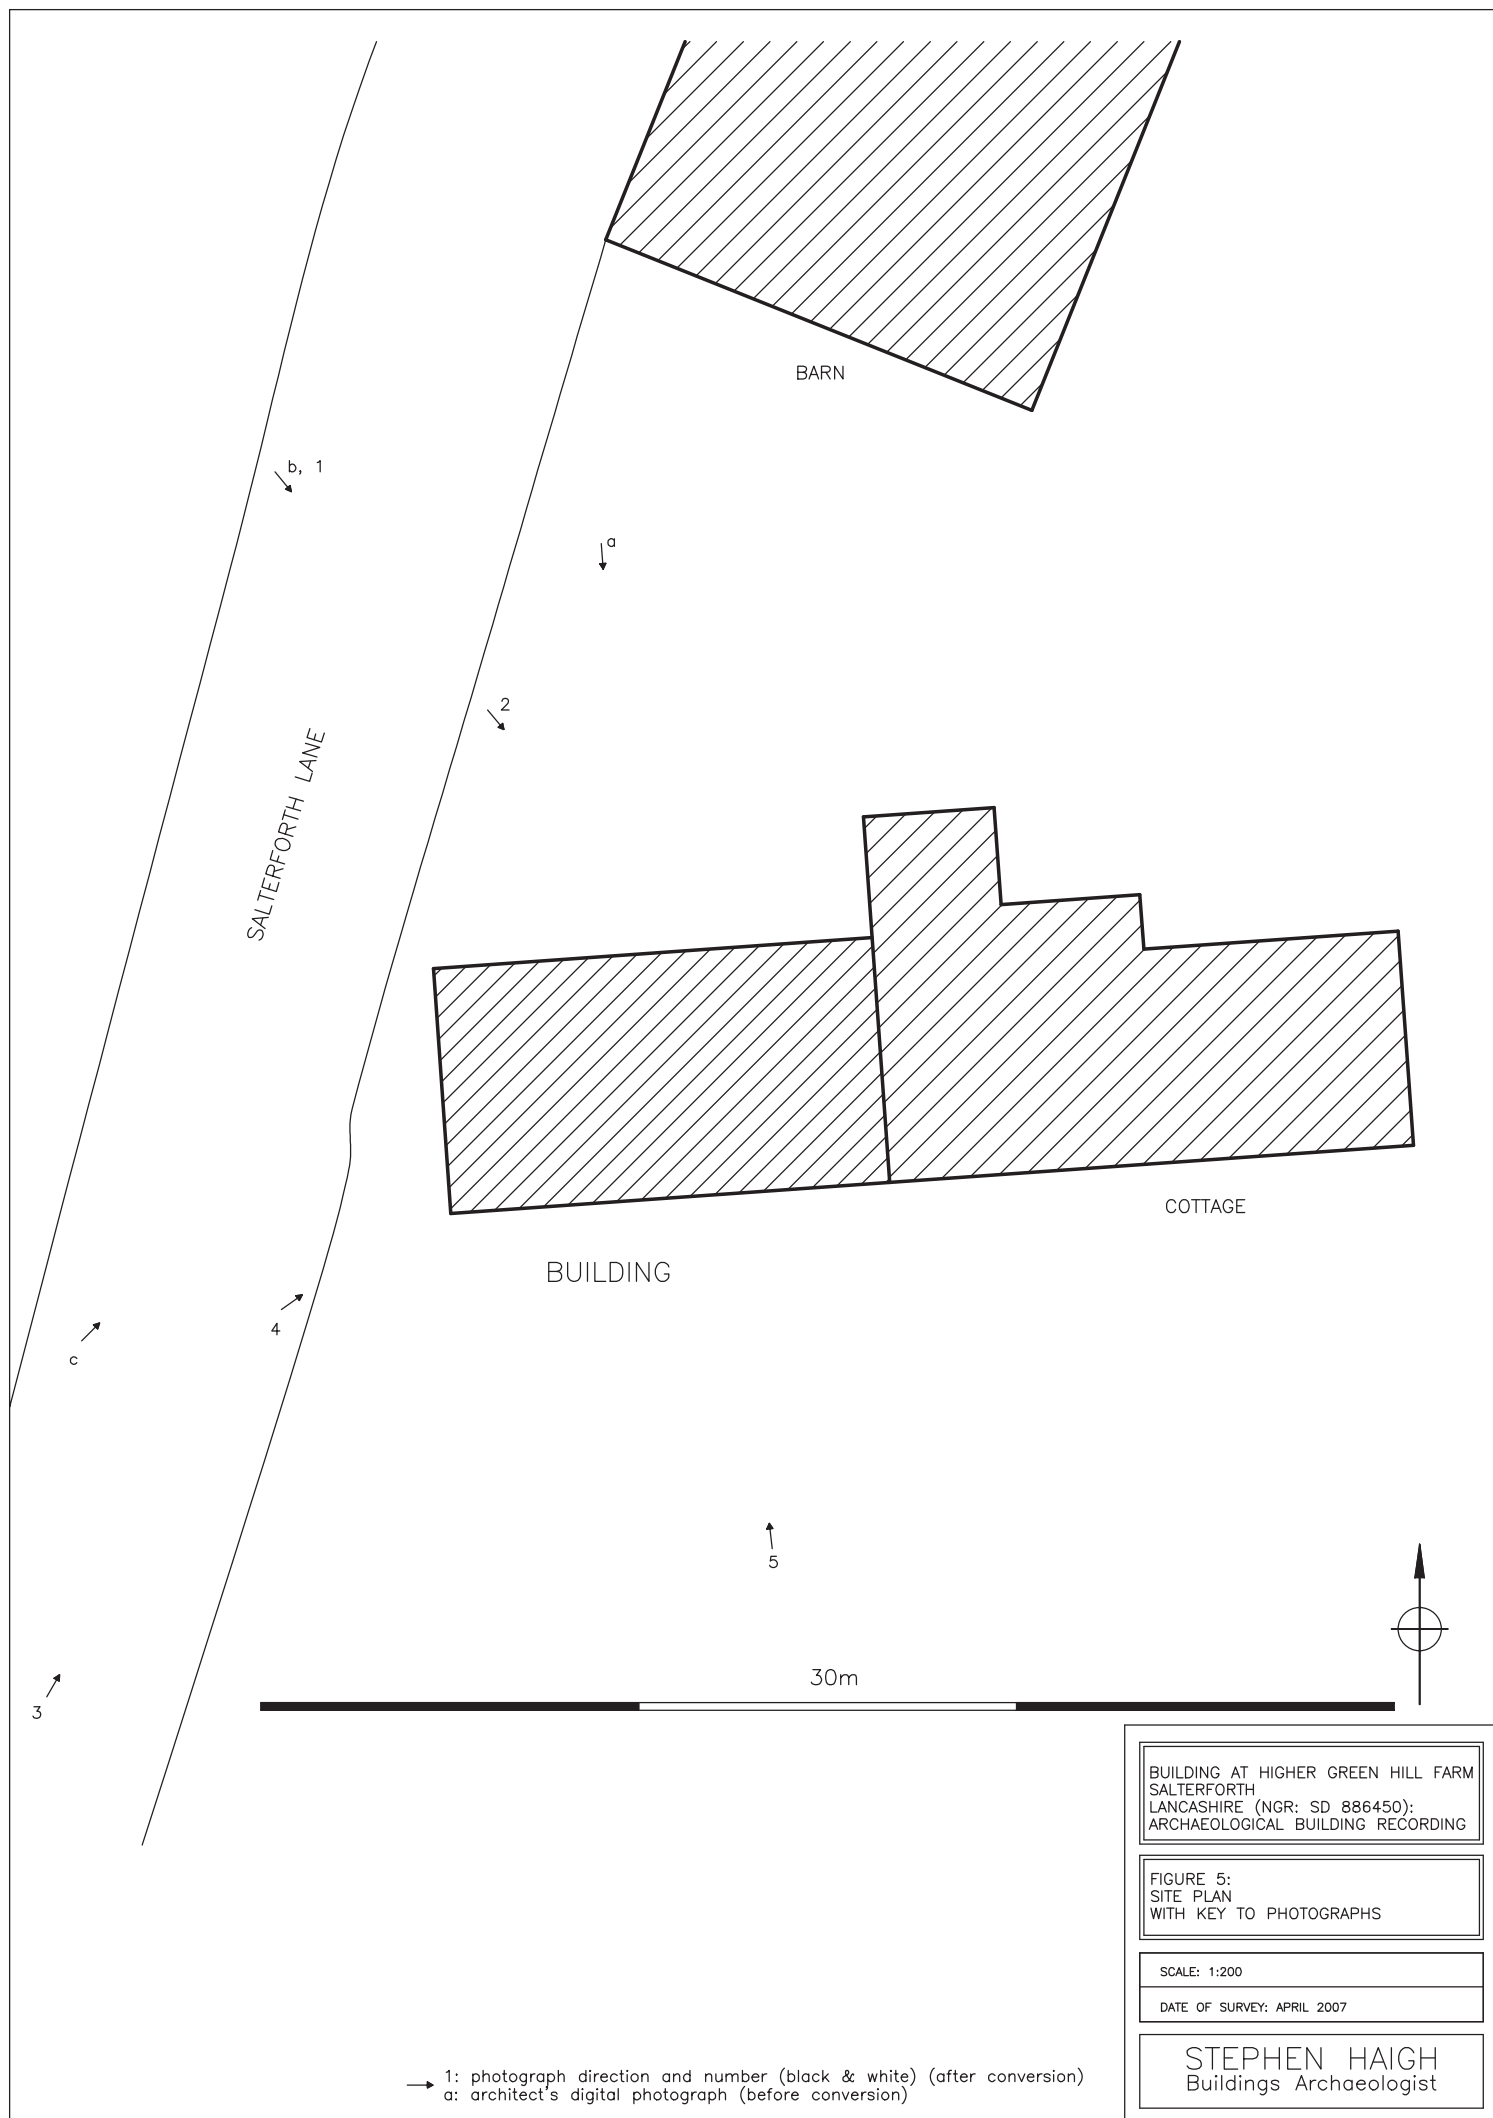 BARN
b, 1
a
2
SALTERFORTH LANE
COTTAGE
BUILDING
4
c
5
3
30m
BUILDING AT HIGHER GREEN HILL FARM
SALTERFORTH
LANCASHIRE (NGR: SD 886450):
ARCHAEOLOGICAL BUILDING RECORDING
FIGURE 5:
SITE PLAN
WITH KEY TO PHOTOGRAPHS
SCALE: 1:200
DATE OF SURVEY: APRIL 2007
STEPHEN HAIGH
Buildings Archaeologist
1: photograph direction and number (black & white) (after conversion)
a: architect's digital photograph (before conversion)